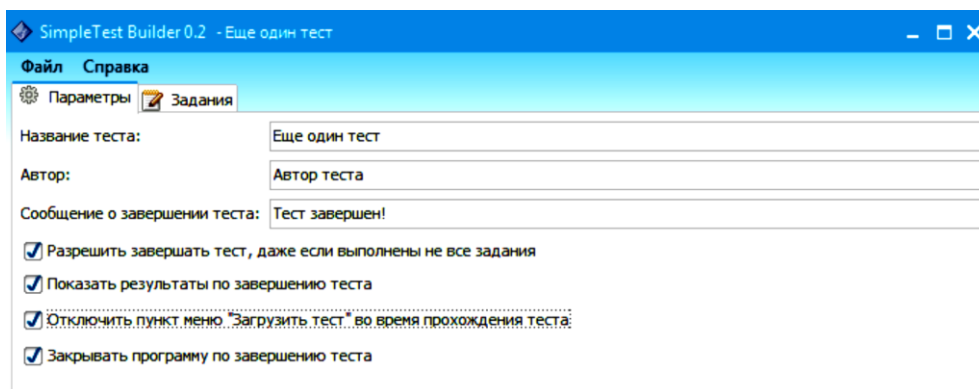 SimpleTest Builder 0.2 - Еще один тест
Файл Справка
Параметры Задания
Название теста: Еще один тест
Автор: Автор теста
Сообщение о завершении теста: Тест завершен!
Разрешить завершать тест, даже если выполнены не все задания
Показать результаты по завершению теста
Отключить пункт меню "Загрузить тест" во время прохождения теста
Закрывать программу по завершению теста